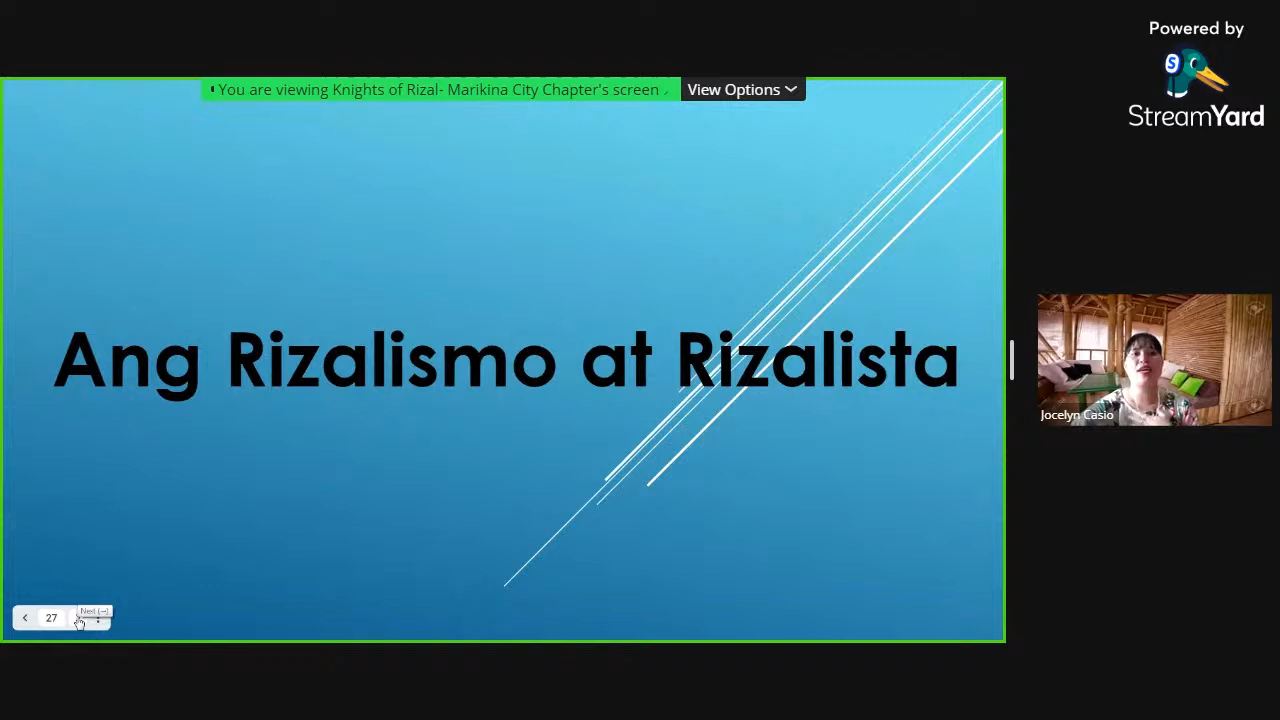 Powered by
StreamYard
You are viewing Knights of Rizal- Marikina City Chapter's screen
View Options
Ang Rizalismo at Rizalista
Jocelyn Casio
Next (→)
27